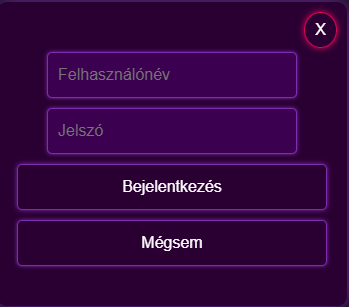 X
Felhasználónév
Jelszó
Bejelentkezés
Mégsem